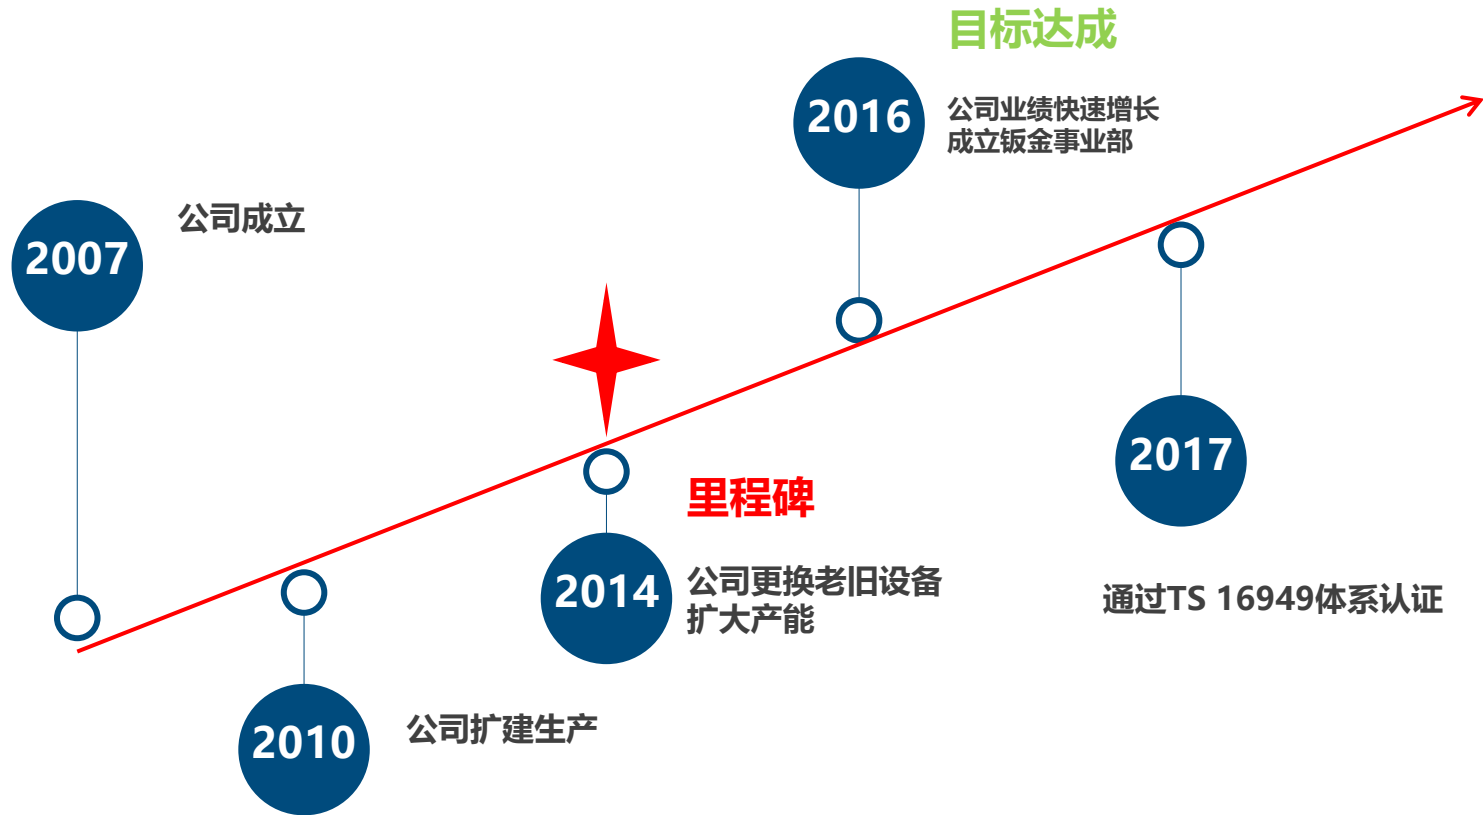 2007
公司成立
2010
公司扩建生产
里程碑
2014
公司更换老旧设备
扩大产能
目标达成
2016
公司业绩快速增长
成立钣金事业部
2017
通过TS 16949体系认证